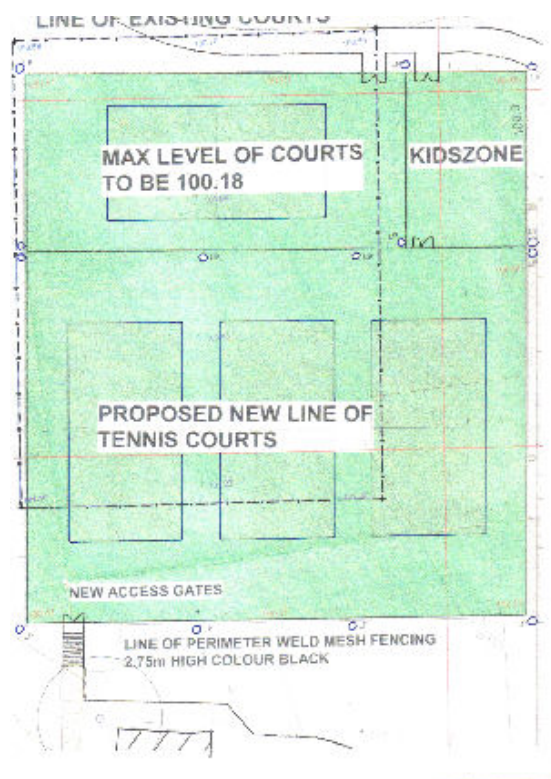 LINE OF EXISTING COURTS
MAX LEVEL OF COURTS
TO BE 100.18
KIDSZONE
PROPOSED NEW LINE OF
TENNIS COURTS
NEW ACCESS GATES
LINE OF PERIMETER WELD MESH FENCING
2.75m HIGH COLOUR BLACK